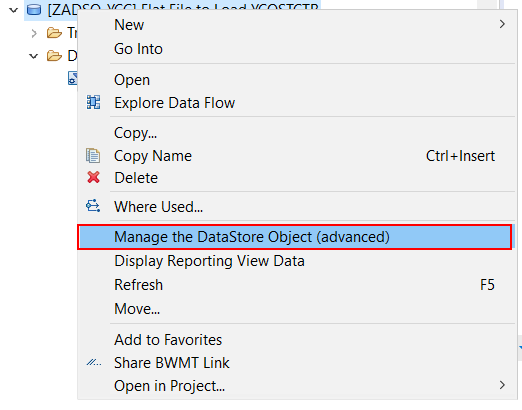 [ZADSO_YCC] Flat File to Load YCOSTCTR
Tr
New
Go Into
D
Open
Explore Data Flow
Copy...
Copy Name Ctrl+Insert
Delete
Where Used...
Manage the DataStore Object (advanced)
Display Reporting View Data
Refresh F5
Move...
Add to Favorites
Share BWMT Link
Open in Project...